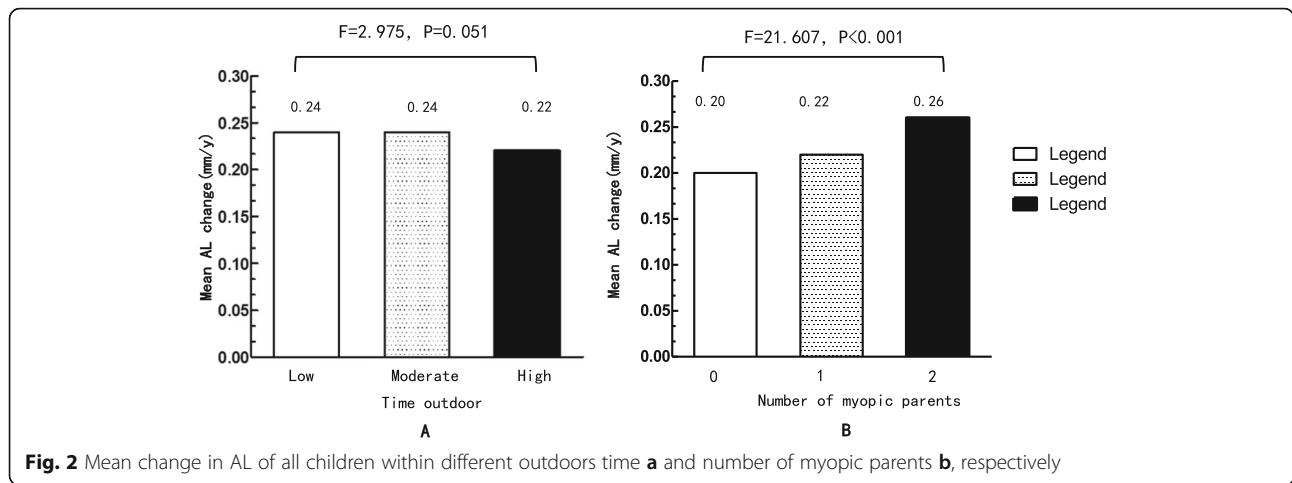 F=2.975, P=0.051
0.30
0.25
0.20
0.15
0.10
0.05
0.00
Mean AL change(mm/y)
0.24
0.24
0.22
Low
Moderate
High
Time outdoor
A
F=21.607, P<0.001
0.30
0.25
0.20
0.15
0.10
0.05
0.00
Mean AL change(mm/y)
0.20
0.22
0.26
0
1
2
Number of myopic parents
B
Legend
Legend
Legend
Fig. 2 Mean change in AL of all children within different outdoors time a and number of myopic parents b, respectively